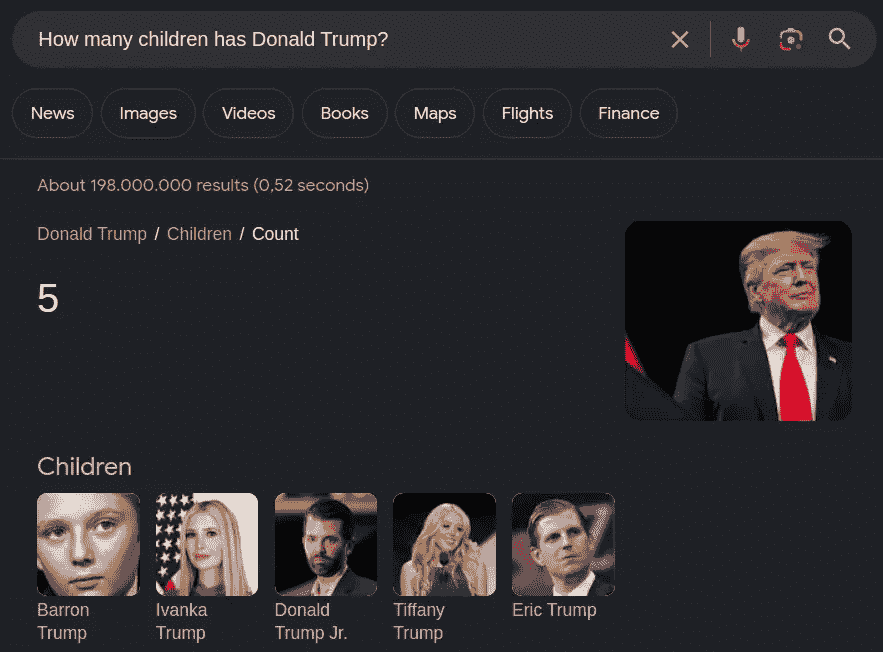 How many children has Donald Trump?
News Images Videos Books Maps Flights Finance
About 198.000.000 results (0,52 seconds)
Donald Trump / Children / Count
5
Children
Barron Trump
Ivanka Trump
Donald Trump Jr.
Tiffany Trump
Eric Trump